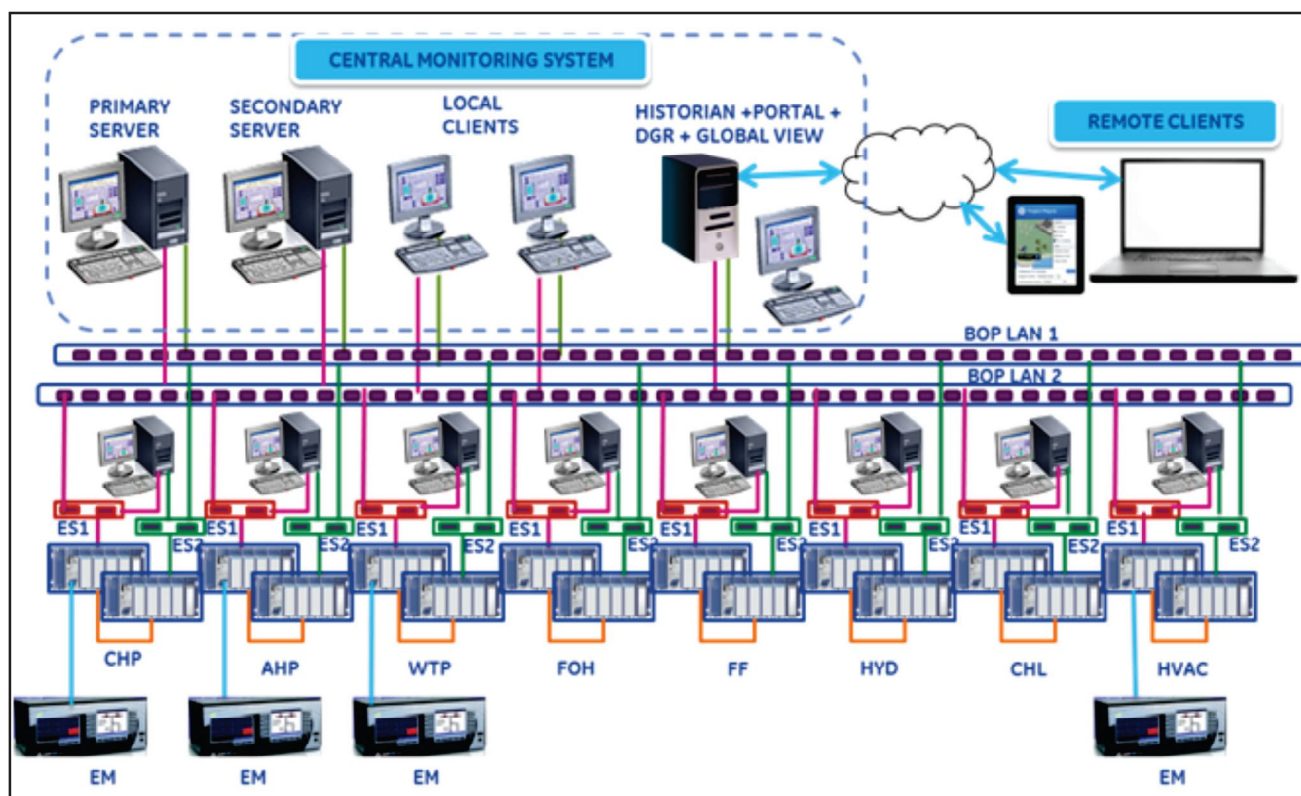 CENTRAL MONITORING SYSTEM
PRIMARY
SERVER
SECONDARY
SERVER
LOCAL
CLIENTS
HISTORIAN +PORTAL +
DGR + GLOBAL VIEW
REMOTE CLIENTS
BOP LAN 1
BOP LAN 2
ES1
ES2
ES1
ES2
ES1
ES2
ES1
ES2
ES1
ES2
ES1
ES2
ES1
ES2
ES1
ES2
CHP
AHP
WTP
FOH
FF
HYD
CHL
HVAC
EM
EM
EM
EM